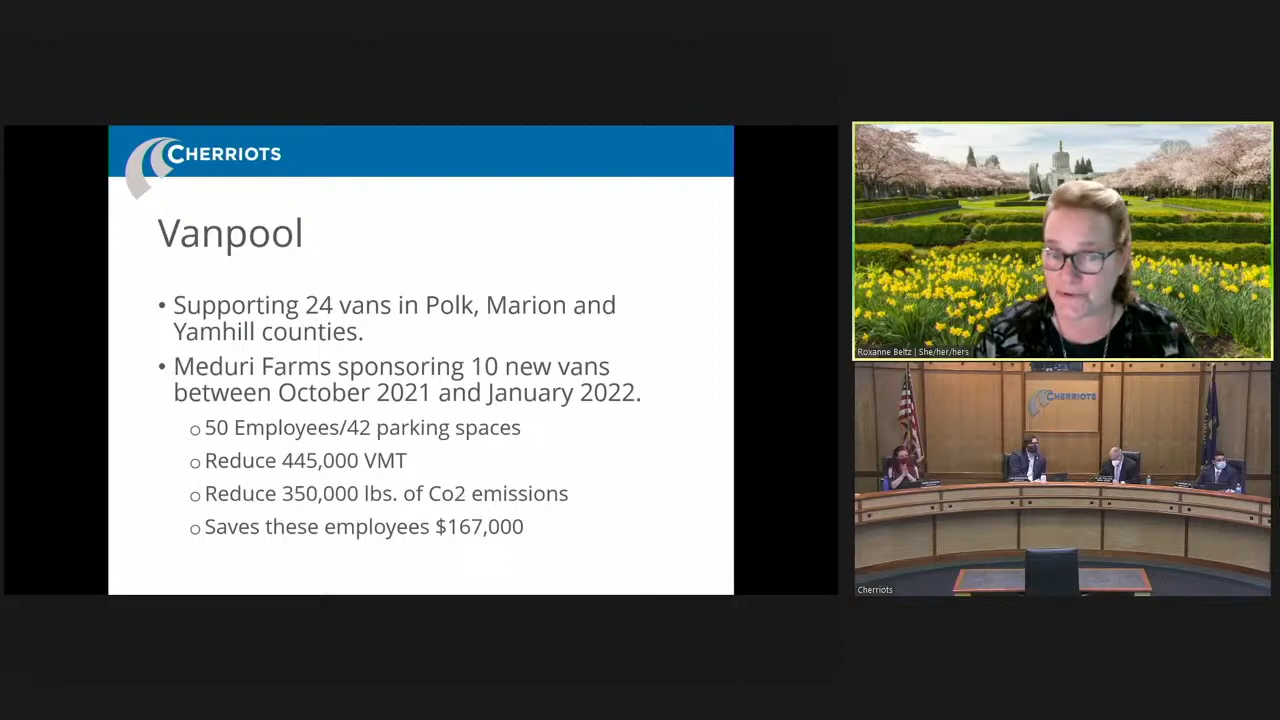 CHERRIOTS
Vanpool
• Supporting 24 vans in Polk, Marion and
Yamhill counties.
• Meduri Farms sponsoring 10 new vans
between October 2021 and January 2022.
o 50 Employees/42 parking spaces
o Reduce 445,000 VMT
o Reduce 350,000 lbs. of Co2 emissions
o Saves these employees $167,000
Roxanne Beltz | She/her/hers
CHERRIOTS
Cherriots